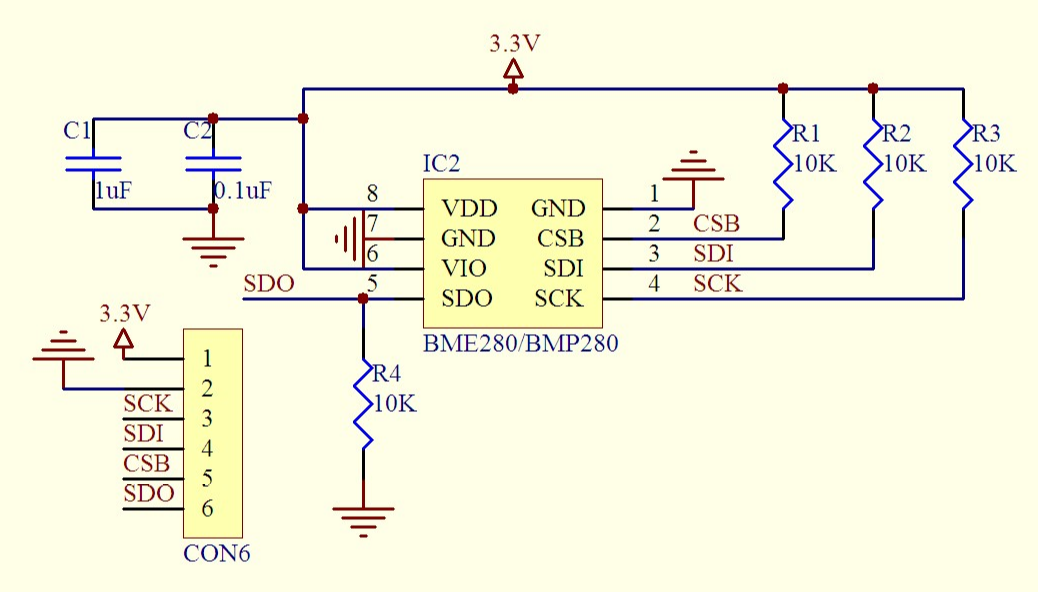 3.3V
C1
1uF
C2
0.1uF
R1
10K
R2
10K
R3
10K
IC2
8 VDD GND 1
7 GND CSB 2 CSB
6 VIO SDI 3 SDI
SDO 5 SDO SCK 4 SCK
BME280/BMP280
R4
10K
3.3V
1
2
SCK 3
SDI 4
CSB 5
SDO 6
CON6